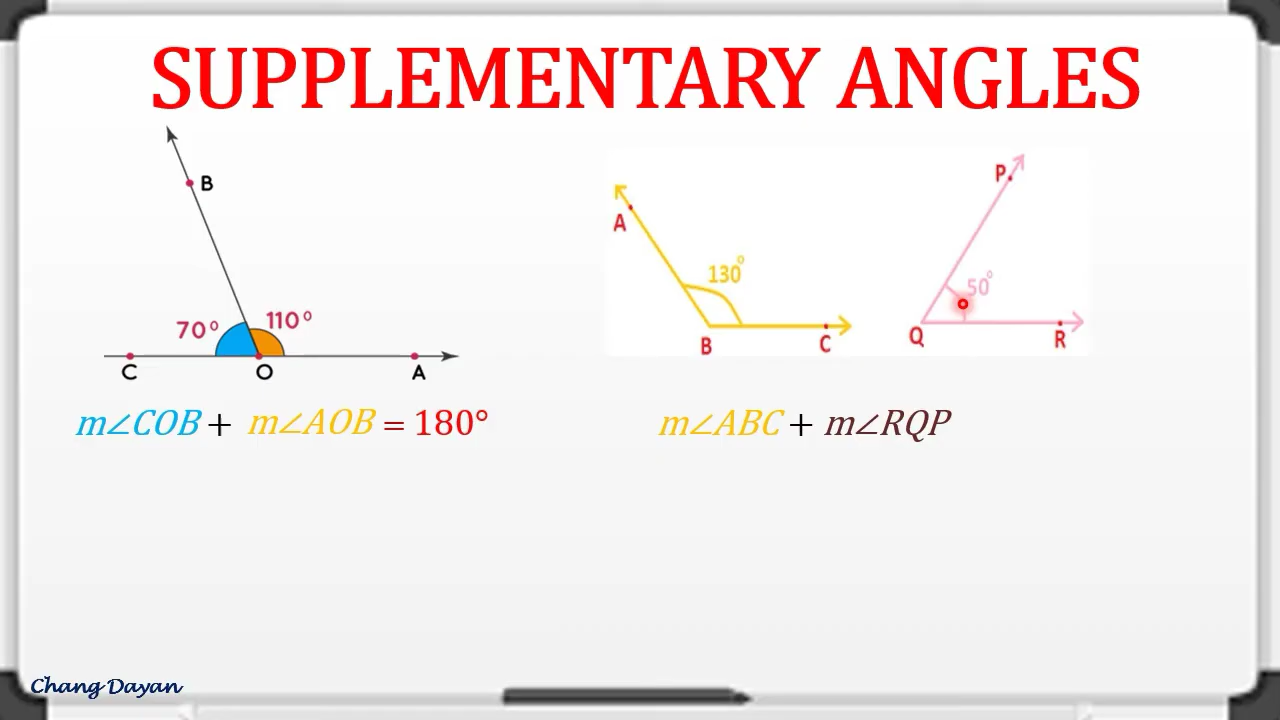 SUPPLEMENTARY ANGLES
B
70° 110°
C O A
m∠COB + m∠AOB = 180°
A
130°
B C
P
50°
Q R
m∠ABC + m∠RQP
Chang Dayan